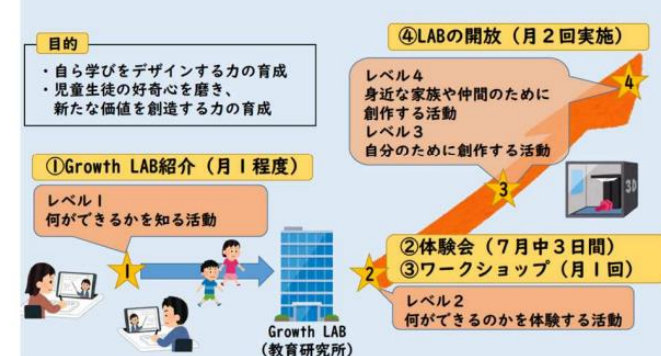 目的
・自ら学びをデザインする力の育成
・児童生徒の好奇心を磨き、
新たな価値を創造する力の育成
①Growth LAB紹介（月１程度）
レベル１
何ができるかを知る活動
1
Growth LAB
（教育研究所）
④LABの開放（月２回実施）
レベル４
身近な家族や仲間のために
創作する活動
レベル３
自分のために創作する活動
4
3
3D
②体験会（７月中３日間）
③ワークショップ（月１回）
2
レベル２
何ができるのかを体験する活動